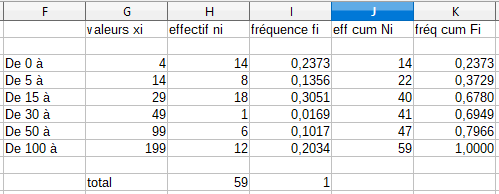 F G H I J K
valeurs xi effectif ni fréquence fi eff cum Ni fréq cum Fi
De 0 à 4 14 0,2373 14 0,2373
De 5 à 14 8 0,1356 22 0,3729
De 15 à 29 18 0,3051 40 0,6780
De 30 à 49 1 0,0169 41 0,6949
De 50 à 99 6 0,1017 47 0,7966
De 100 à 199 12 0,2034 59 1,0000
total 59 1